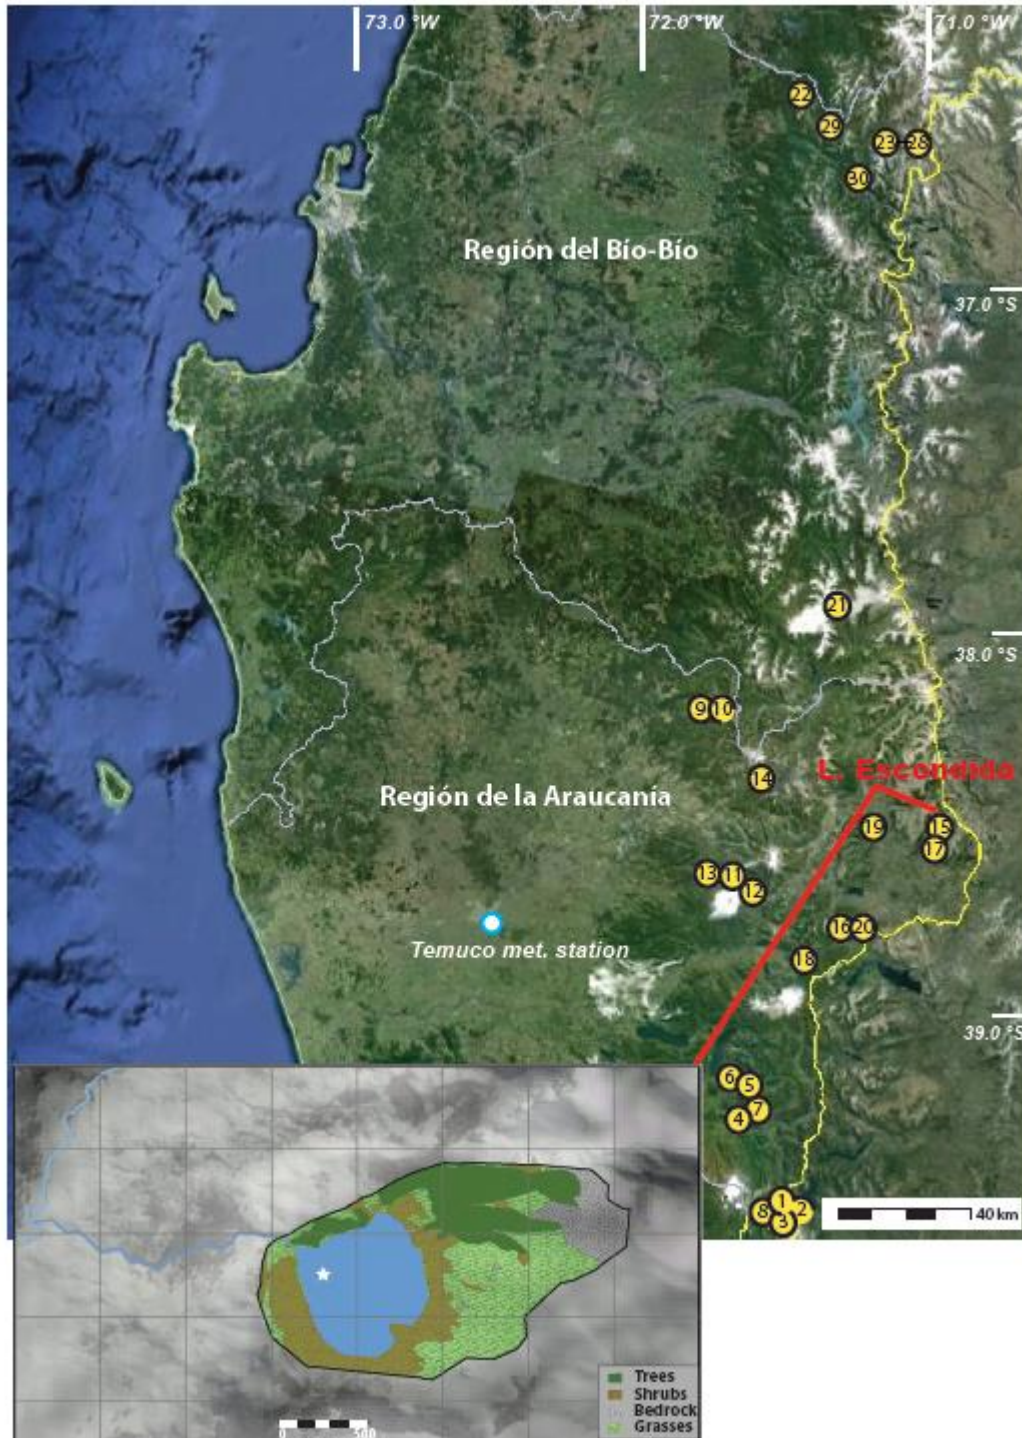 73.0 °W
72.0 °W
71.0 °W
22
29
23
28
30
Región del Bío-Bío
37.0 °S
21
38.0 °S
9
10
14
L. Escondida
Región de la Araucanía
19
15
17
13
11
12
Temuco met. station
16
20
18
39.0 °S
6
5
7
4
1
8
2
3
40 km
Trees
Shrubs
Bedrock
Grasses
0
500